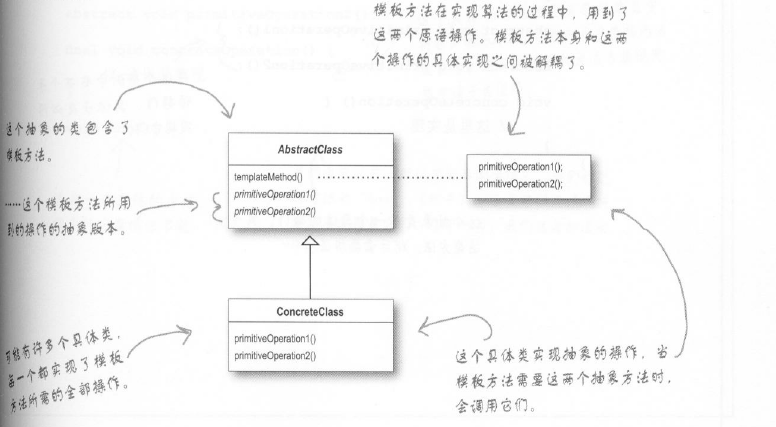 模板方法在实现算法的过程中，用到了
这两个原语操作。模板方法本身和这两
个操作的具体实现之间被解耦了。
这个抽象的类包含了
模板方法。
AbstractClass
templateMethod()
primitiveOperation1()
primitiveOperation2()
primitiveOperation1();
primitiveOperation2();
……这个模板方法所用
到的操作的抽象版本。
ConcreteClass
primitiveOperation1()
primitiveOperation2()
可能有许多个具体类，
每一个都实现了模板
方法所需的全部操作。
这个具体类实现抽象的操作，当
模板方法需要这两个抽象方法时，
会调用它们。